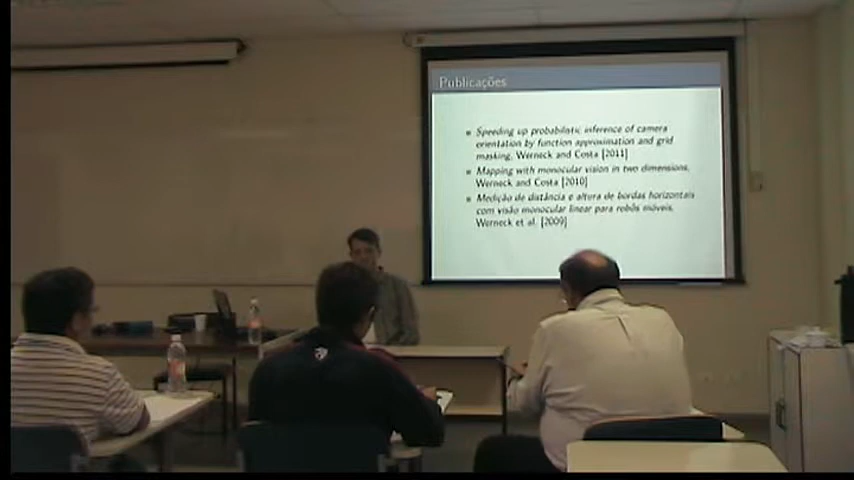 Publicações
Speeding up probabilistic inference of camera
orientation by function approximation and grid
masking, Werneck and Costa [2011]
Mapping with monocular vision in two dimensions,
Werneck and Costa [2010]
Medição de distância e altura de bordas horizontais
com visão monocular linear para robôs móveis,
Werneck et al. [2009]